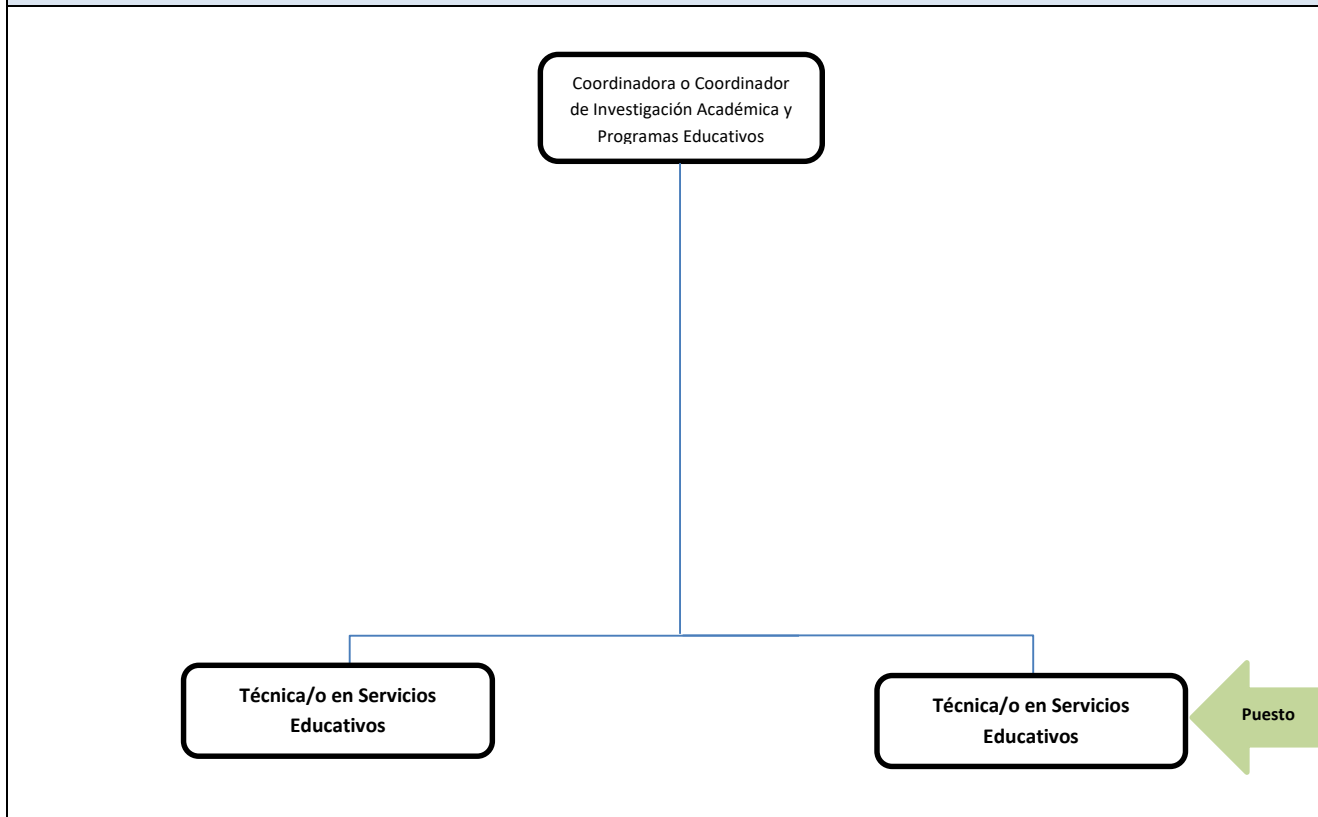 Coordinadora o Coordinador
de Investigación Académica y
Programas Educativos
Técnica/o en Servicios
Educativos
Técnica/o en Servicios
Educativos
Puesto